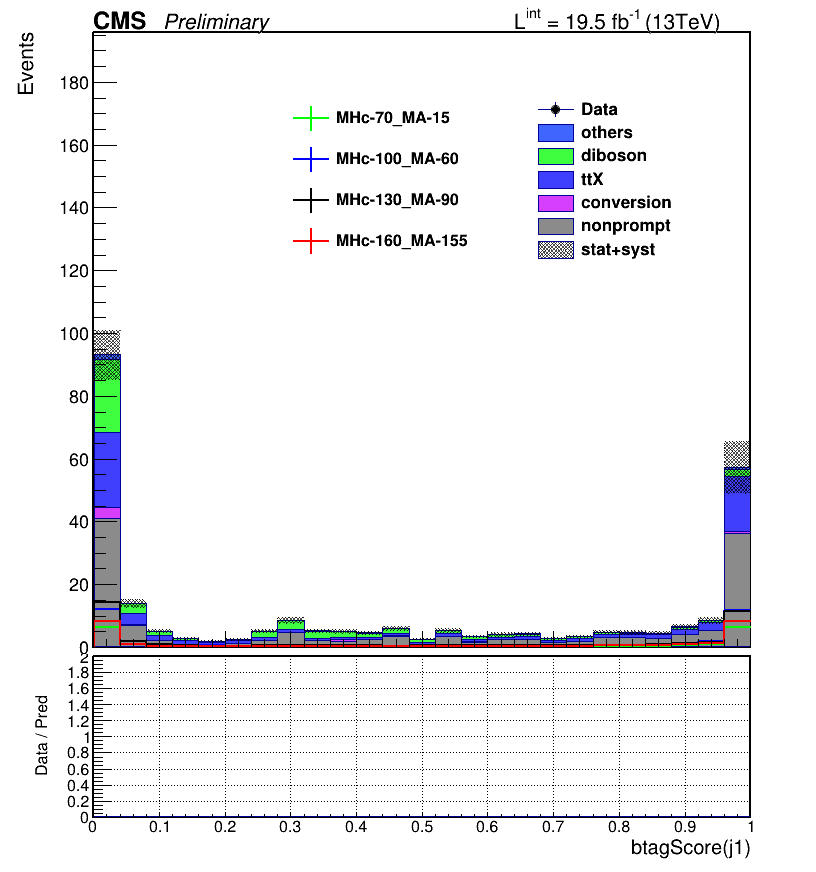 CMS Preliminary L^int = 19.5 fb^-1 (13TeV)
Events
180
160
140
120
100
80
60
40
20
0
MHc-70_MA-15
MHc-100_MA-60
MHc-130_MA-90
MHc-160_MA-155
Data
others
diboson
ttX
conversion
nonprompt
stat+syst
Data / Pred
2
1.8
1.6
1.4
1.2
1
0.8
0.6
0.4
0.2
0
0 0.1 0.2 0.3 0.4 0.5 0.6 0.7 0.8 0.9 1
btagScore(j1)